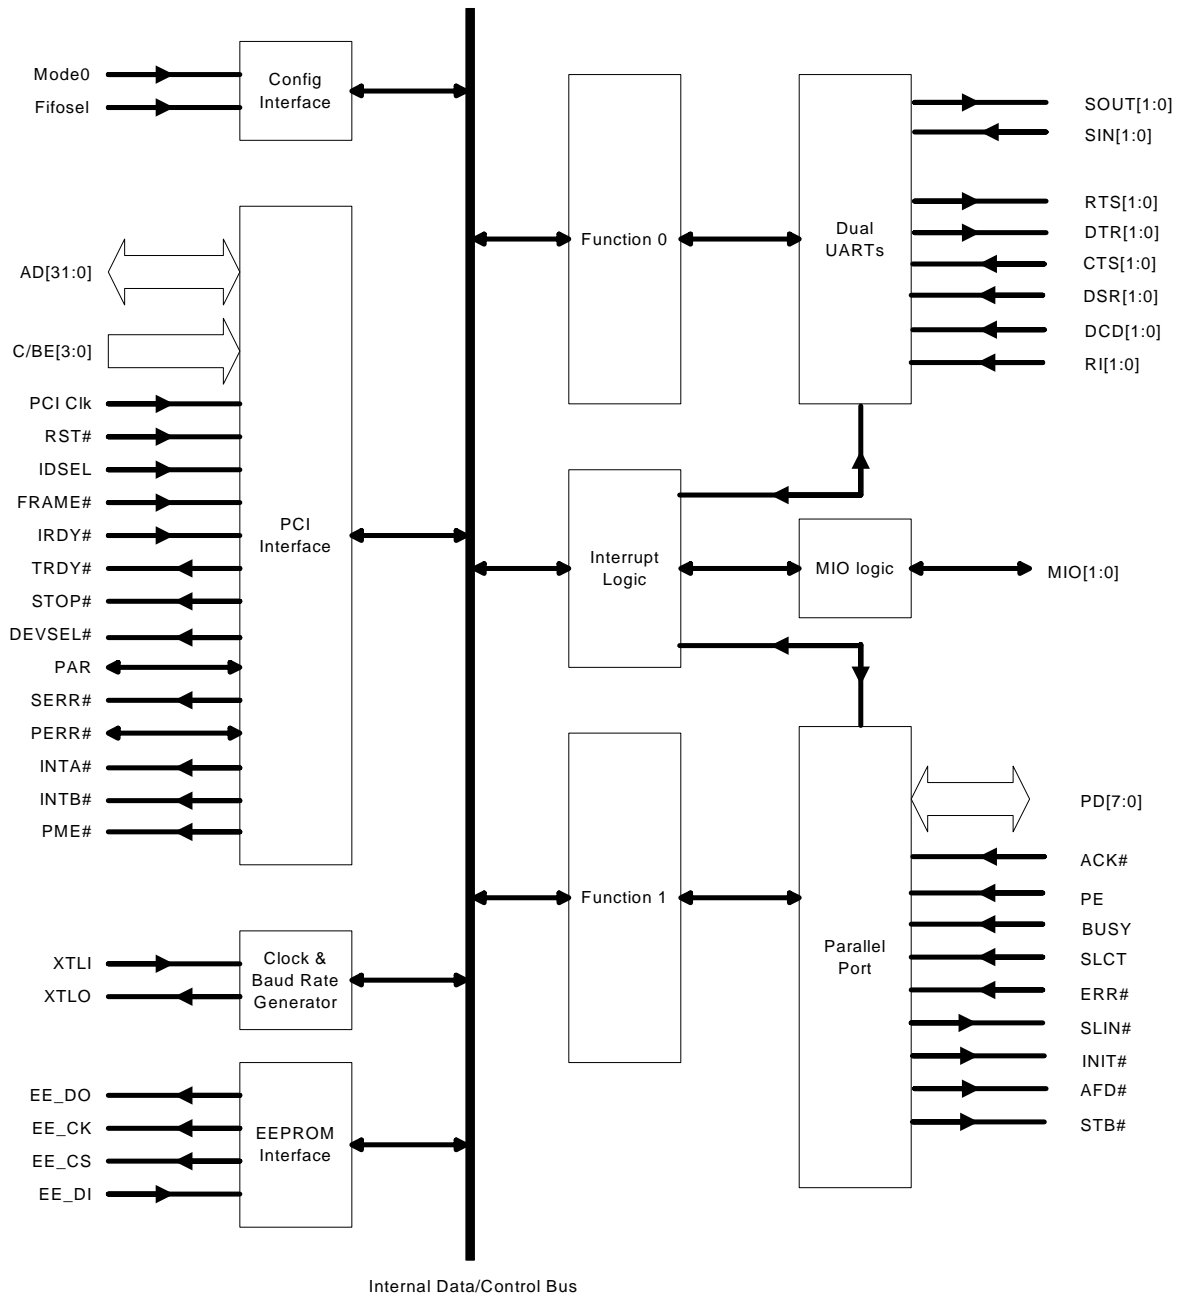 Mode0
Fifosel
Config
Interface
AD[31:0]
C/BE[3:0]
PCI Clk
RST#
IDSEL
FRAME#
IRDY#
TRDY#
STOP#
DEVSEL#
PAR
SERR#
PERR#
INTA#
INTB#
PME#
PCI
Interface
XTLI
XTLO
Clock &
Baud Rate
Generator
EE_DO
EE_CK
EE_CS
EE_DI
EEPROM
Interface
Internal Data/Control Bus
Function 0
Dual
UARTs
SOUT[1:0]
SIN[1:0]
RTS[1:0]
DTR[1:0]
CTS[1:0]
DSR[1:0]
DCD[1:0]
RI[1:0]
Interrupt
Logic
MIO logic
MIO[1:0]
Function 1
Parallel
Port
PD[7:0]
ACK#
PE
BUSY
SLCT
ERR#
SLIN#
INIT#
AFD#
STB#